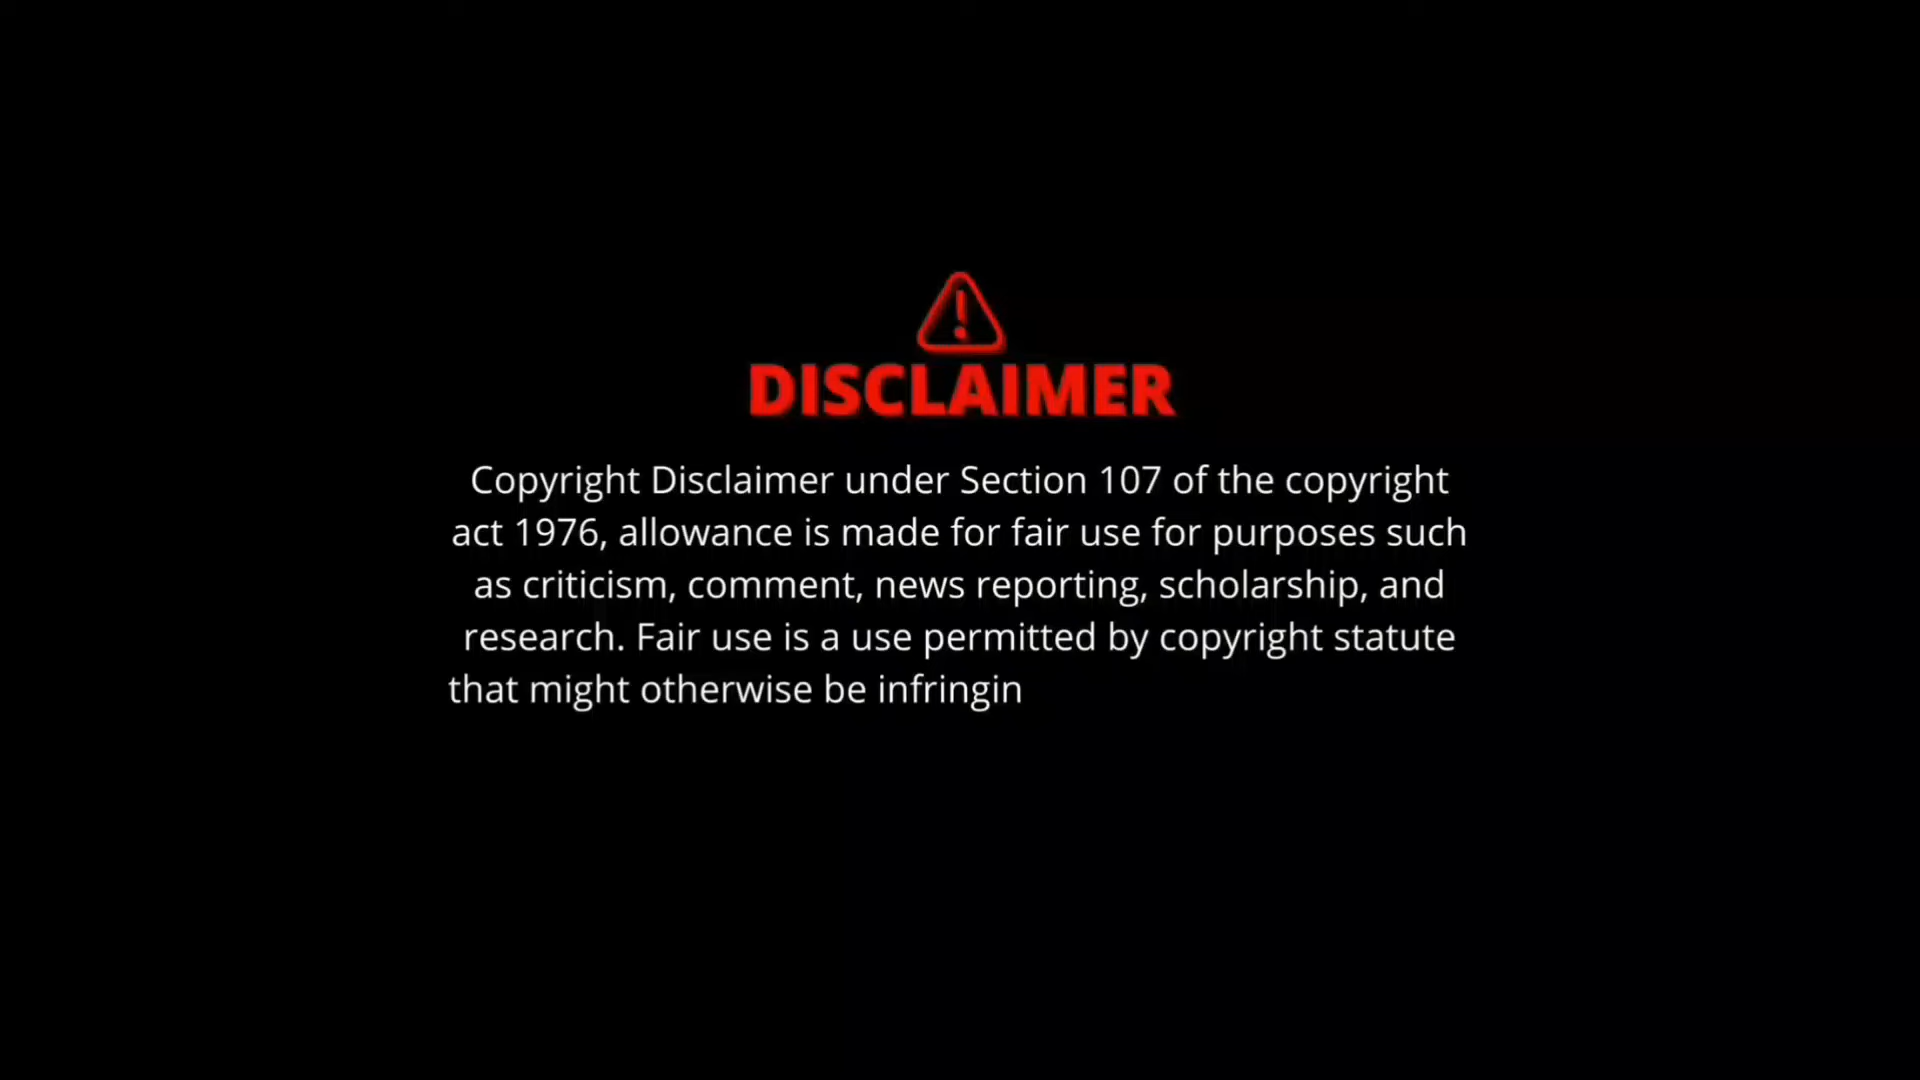 DISCLAIMER
Copyright Disclaimer under Section 107 of the copyright
act 1976, allowance is made for fair use for purposes such
as criticism, comment, news reporting, scholarship, and
research. Fair use is a use permitted by copyright statute
that might otherwise be infringin